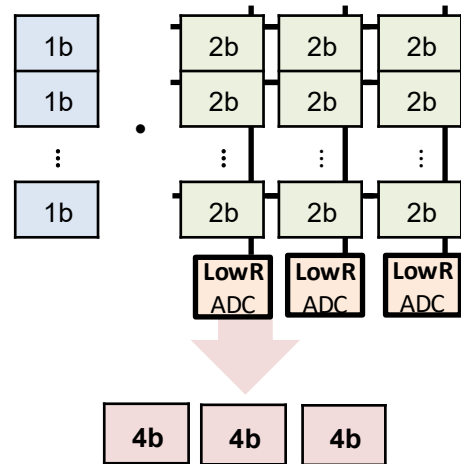 1b 2b 2b 2b
1b 2b 2b 2b
⋮ • ⋮ ⋮ ⋮
1b 2b 2b 2b
LowR LowR LowR
ADC ADC ADC
4b 4b 4b